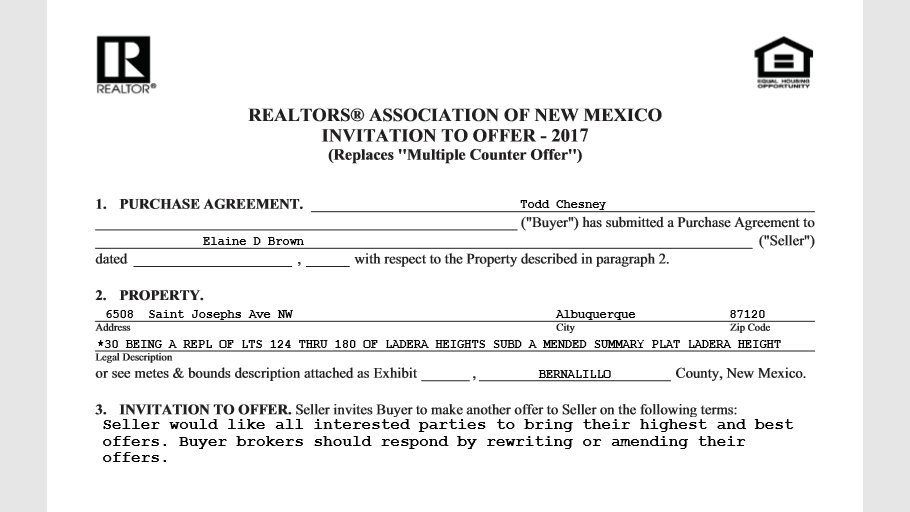 REALTOR®
EQUAL HOUSING
OPPORTUNITY
REALTORS® ASSOCIATION OF NEW MEXICO
INVITATION TO OFFER - 2017
(Replaces "Multiple Counter Offer")
1. PURCHASE AGREEMENT. Todd Chesney
("Buyer") has submitted a Purchase Agreement to
Elaine D Brown ("Seller")
dated , with respect to the Property described in paragraph 2.
2. PROPERTY.
6508 Saint Josephs Ave NW Albuquerque 87120
Address City Zip Code
*30 BEING A REPL OF LTS 124 THRU 180 OF LADERA HEIGHTS SUBD A MENDED SUMMARY PLAT LADERA HEIGHT
Legal Description
or see metes & bounds description attached as Exhibit , BERNALILLO County, New Mexico.
3. INVITATION TO OFFER. Seller invites Buyer to make another offer to Seller on the following terms:
Seller would like all interested parties to bring their highest and best
offers. Buyer brokers should respond by rewriting or amending their
offers.